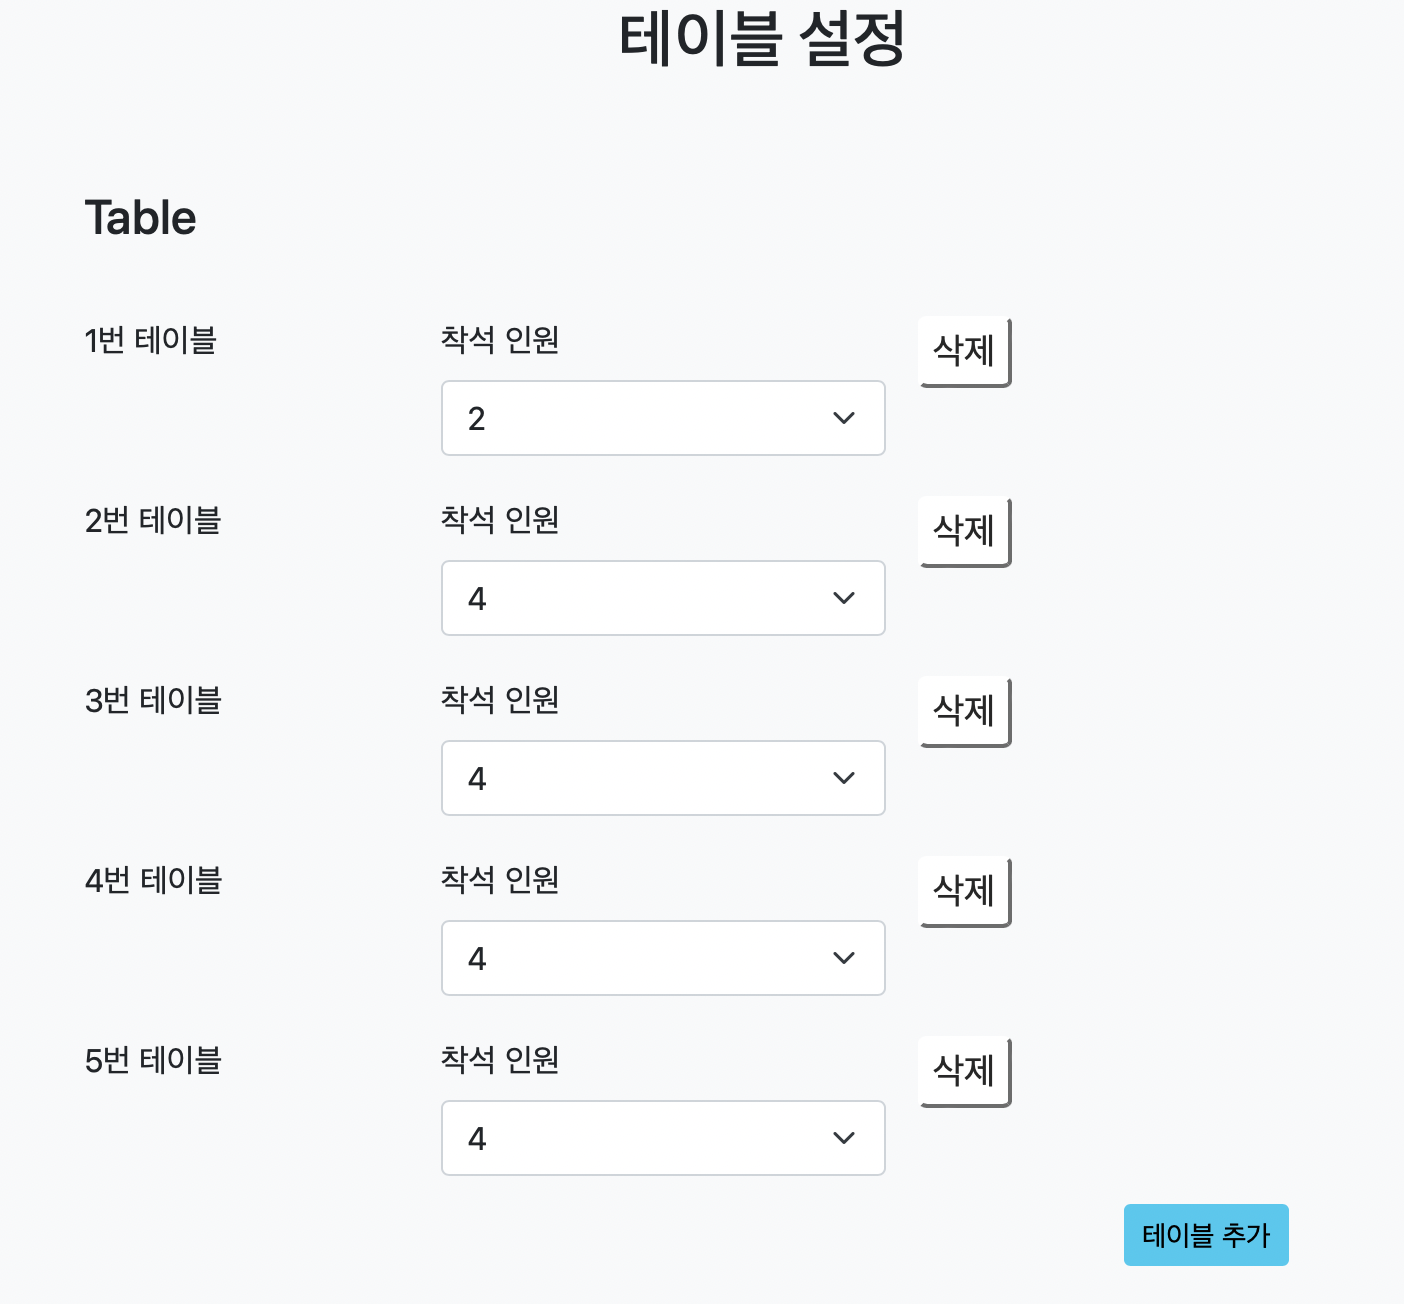 테이블 설정
Table
1번 테이블 착석 인원 삭제
2
2번 테이블 착석 인원 삭제
4
3번 테이블 착석 인원 삭제
4
4번 테이블 착석 인원 삭제
4
5번 테이블 착석 인원 삭제
4
테이블 추가